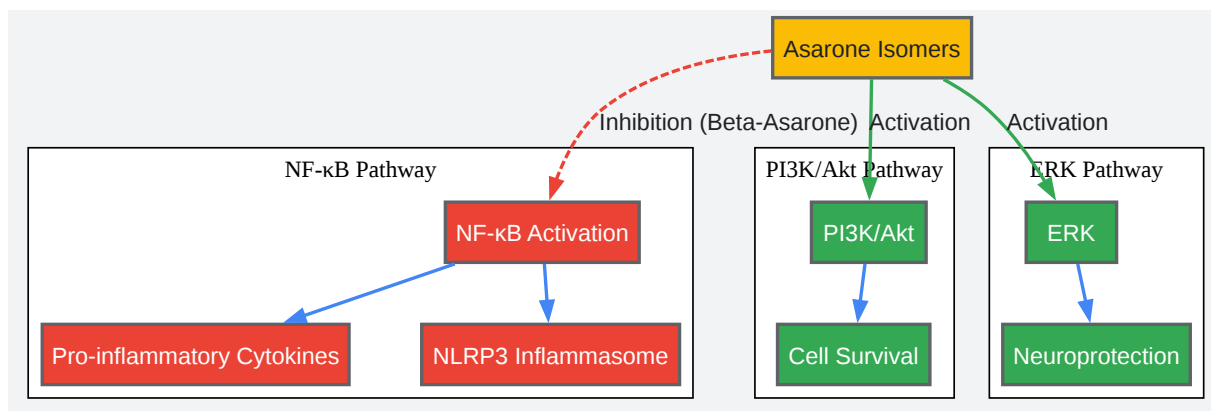 Asarone Isomers
Inhibition (Beta-Asarone)
Activation
Activation
NF-κB Pathway
PI3K/Akt Pathway
ERK Pathway
NF-κB Activation
PI3K/Akt
ERK
Pro-inflammatory Cytokines
NLRP3 Inflammasome
Cell Survival
Neuroprotection